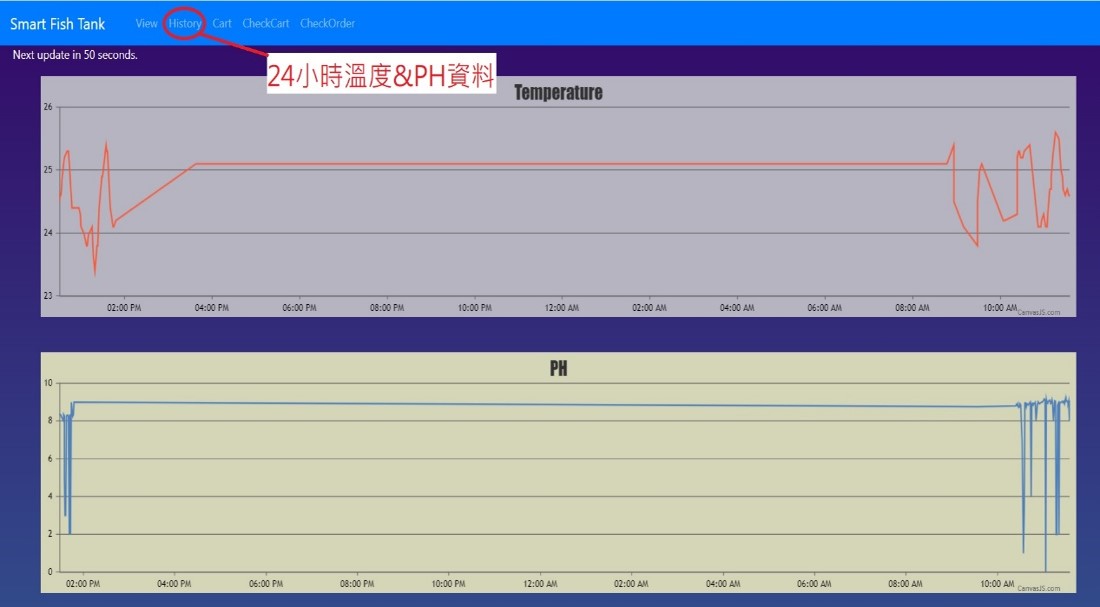 Smart Fish Tank View History Cart CheckCart CheckOrder
Next update in 50 seconds.
24小時溫度&PH資料
Temperature
26
25
24
23
02:00 PM 04:00 PM 06:00 PM 08:00 PM 10:00 PM 12:00 AM 02:00 AM 04:00 AM 06:00 AM 08:00 AM 10:00 AM
CanvasJS.com
PH
10
8
6
4
2
0
02:00 PM 04:00 PM 06:00 PM 08:00 PM 10:00 PM 12:00 AM 02:00 AM 04:00 AM 06:00 AM 08:00 AM 10:00 AM
CanvasJS.com